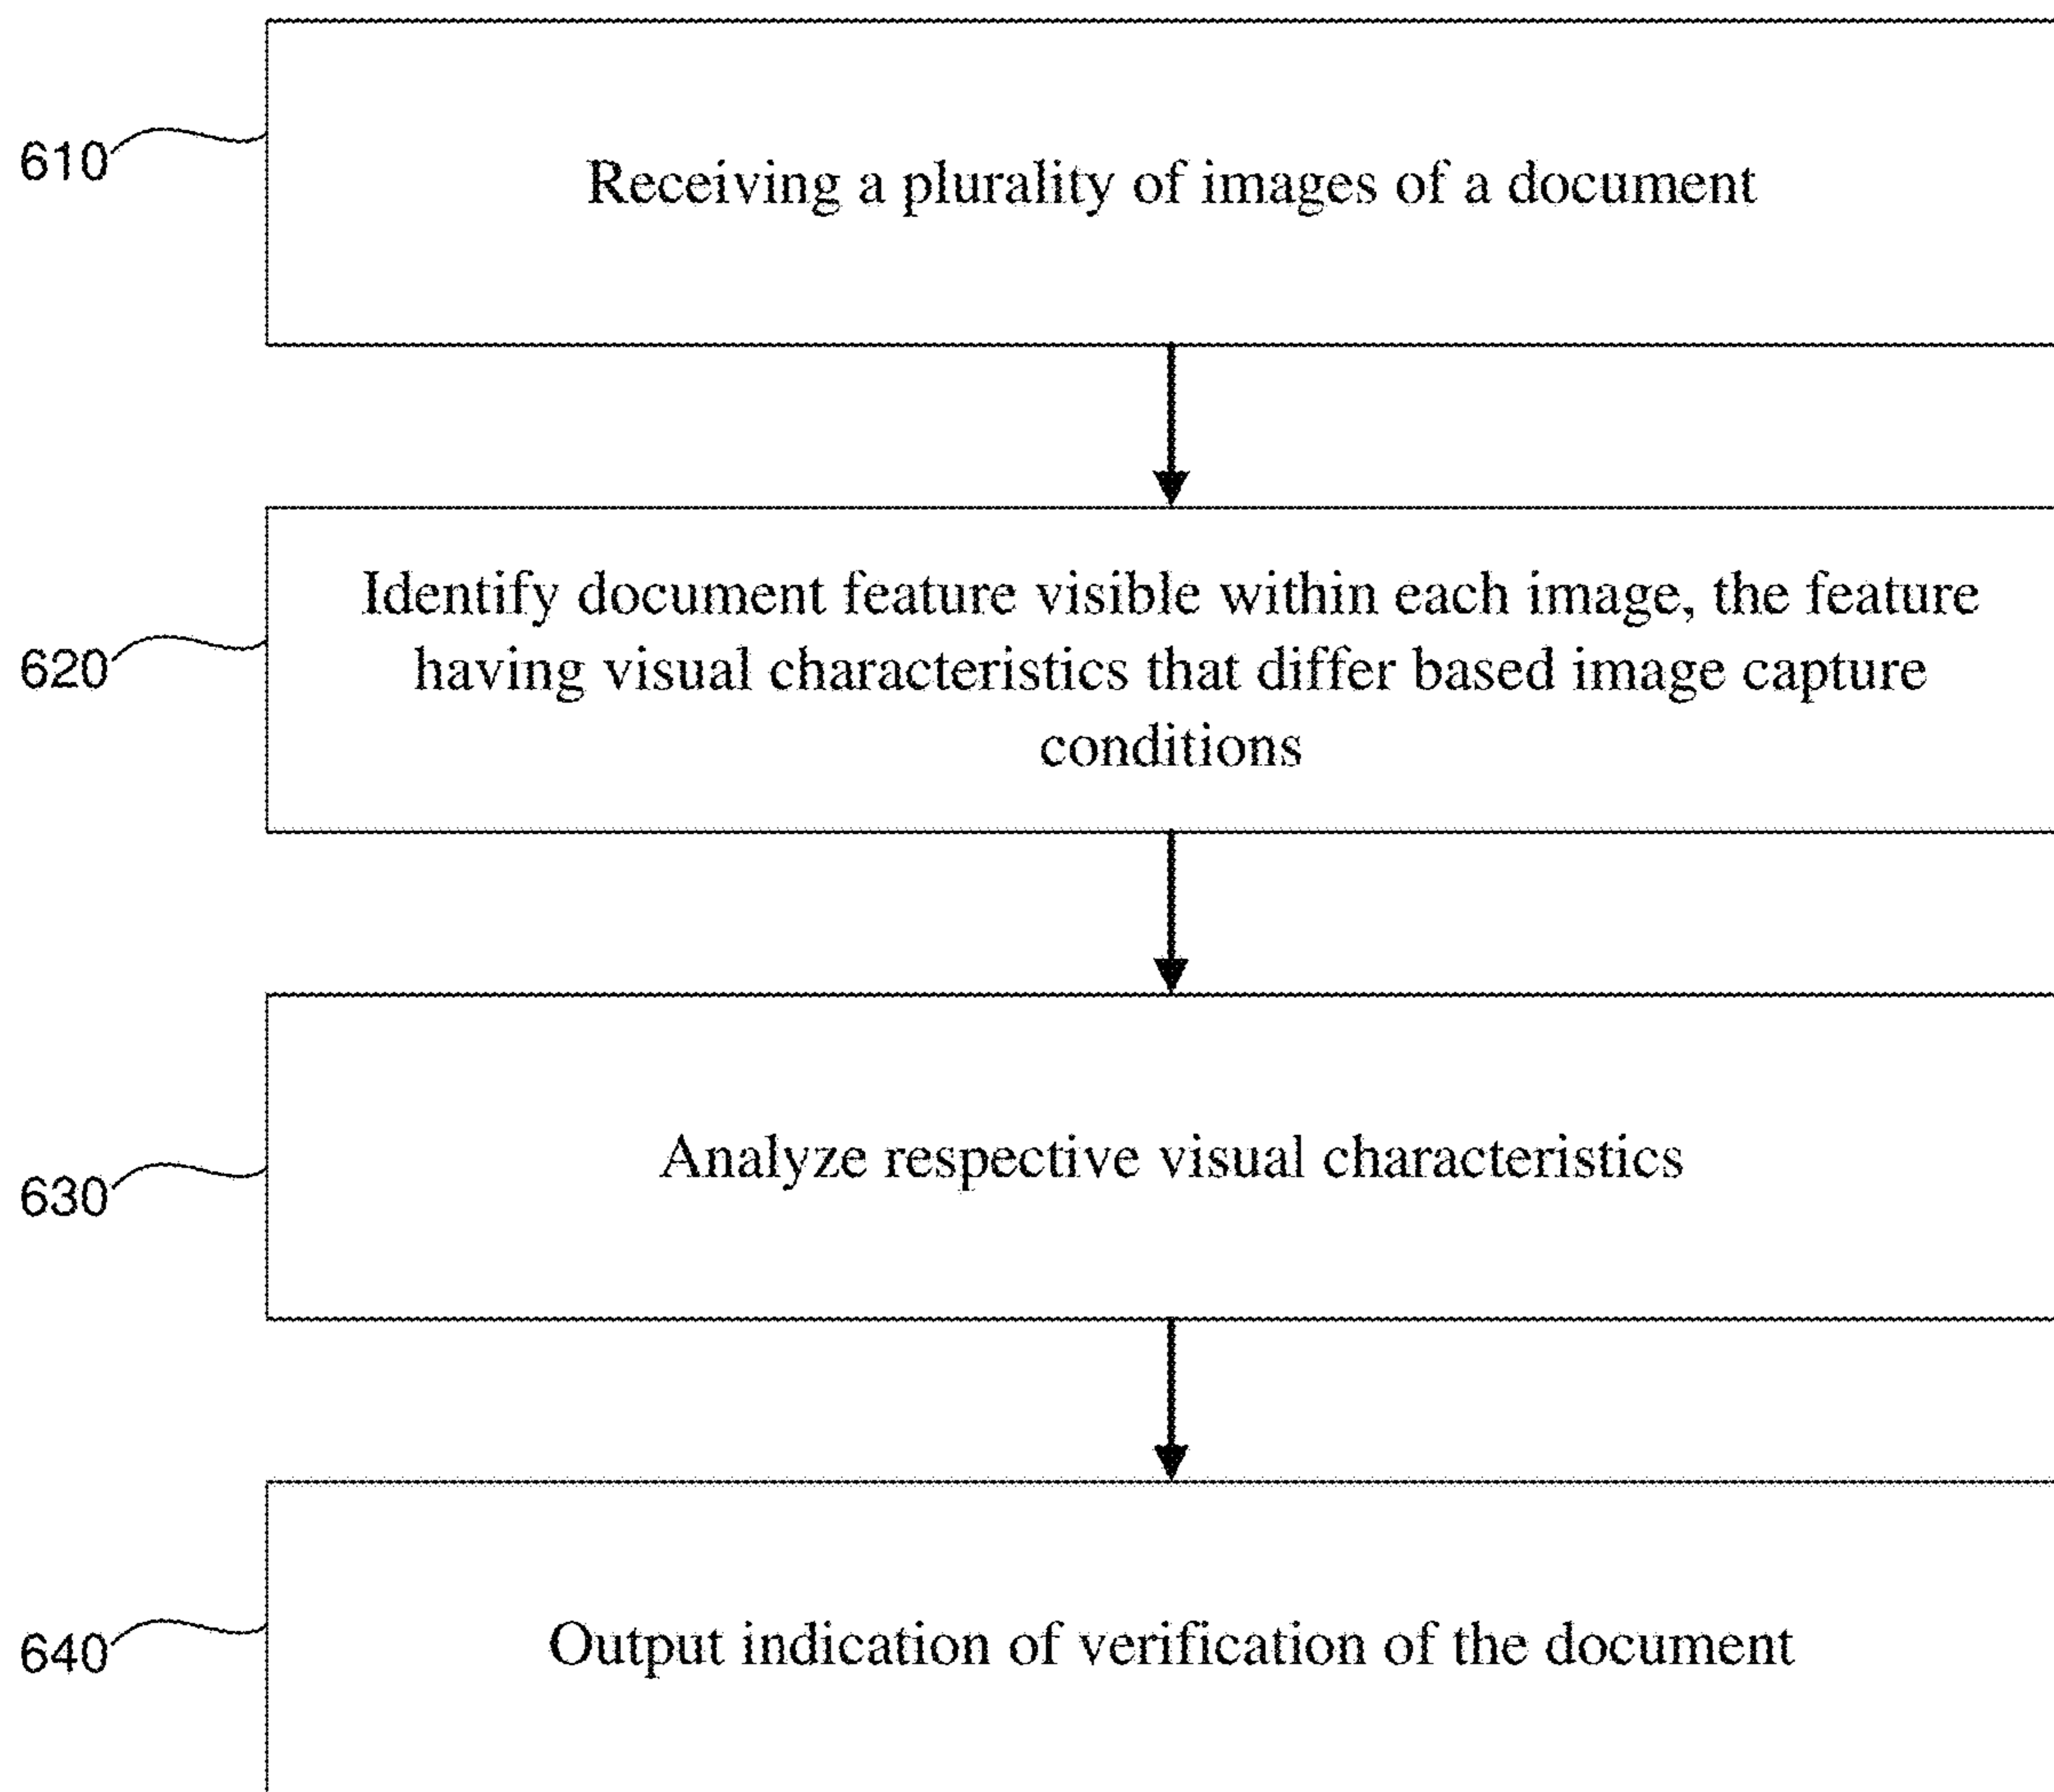 610
Receiving a plurality of images of a document
620
Identify document feature visible within each image, the feature
having visual characteristics that differ based image capture
conditions
630
Analyze respective visual characteristics
640
Output indication of verification of the document